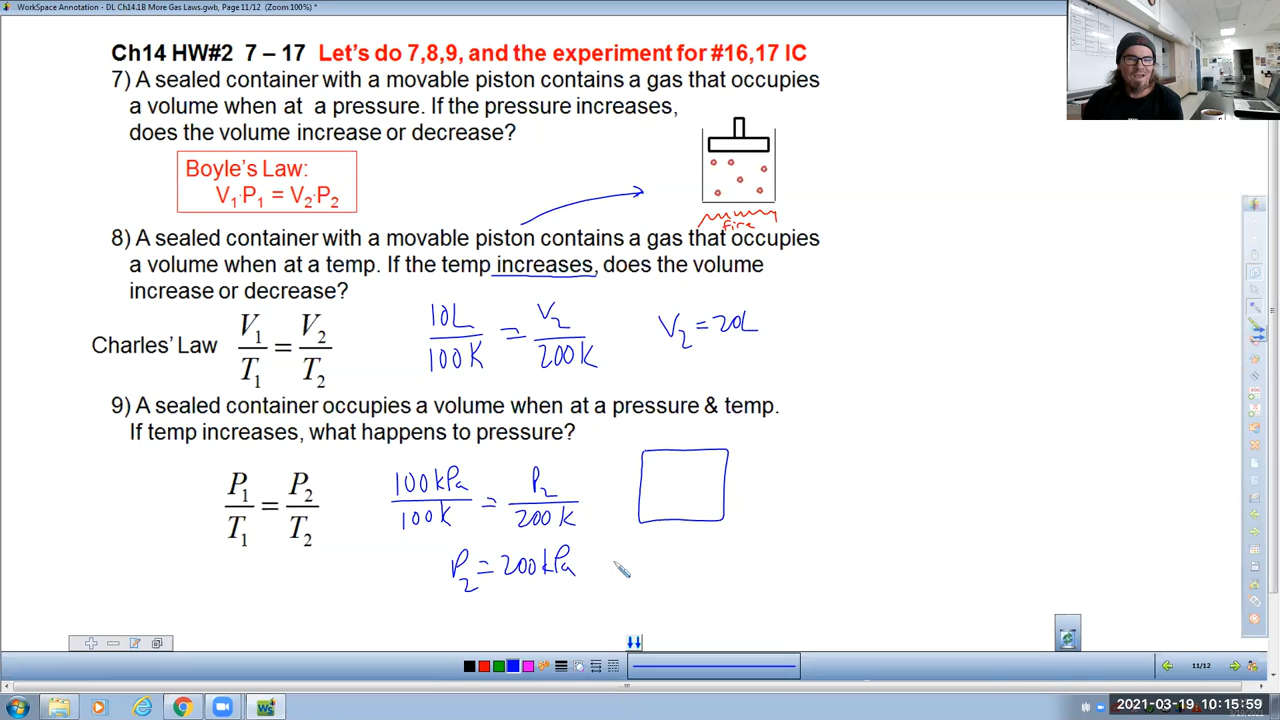 WorkSpace Annotation - DL Ch14.1B More Gas Laws.gwb, Page 11/12 (Zoom 100%) *
Ch14 HW#2 7 – 17 Let's do 7,8,9, and the experiment for #16,17 IC
7) A sealed container with a movable piston contains a gas that occupies
a volume when at a pressure. If the pressure increases,
does the volume increase or decrease?
Boyle's Law:
V₁·P₁ = V₂·P₂
fire
8) A sealed container with a movable piston contains a gas that occupies
a volume when at a temp. If the temp increases, does the volume
increase or decrease?
Charles' Law V₁/T₁ = V₂/T₂ 10L/100K = V₂/200K V₂ = 20L
9) A sealed container occupies a volume when at a pressure & temp.
If temp increases, what happens to pressure?
P₁/T₁ = P₂/T₂ 100kPa/100K = P₂/200K
P₂ = 200kPa
11/12
2021-03-19 10:15:59